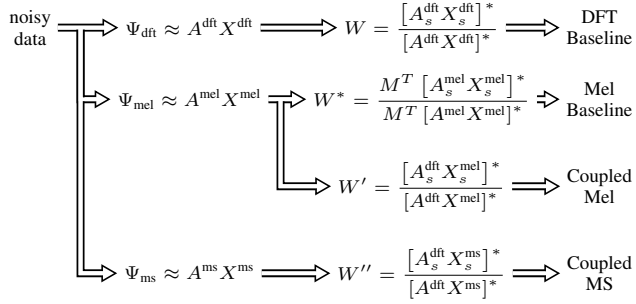 noisy data Ψ_dft ≈ A^dft X^dft W = [A_s^dft X_s^dft]^* / [A^dft X^dft]^* DFT Baseline
Ψ_mel ≈ A^mel X^mel W^* = M^T [A_s^mel X_s^mel]^* / M^T [A^mel X^mel]^* Mel Baseline
W′ = [A_s^dft X_s^mel]^* / [A^dft X^mel]^* Coupled Mel
Ψ_ms ≈ A^ms X^ms W′′ = [A_s^dft X_s^ms]^* / [A^dft X^ms]^* Coupled MS